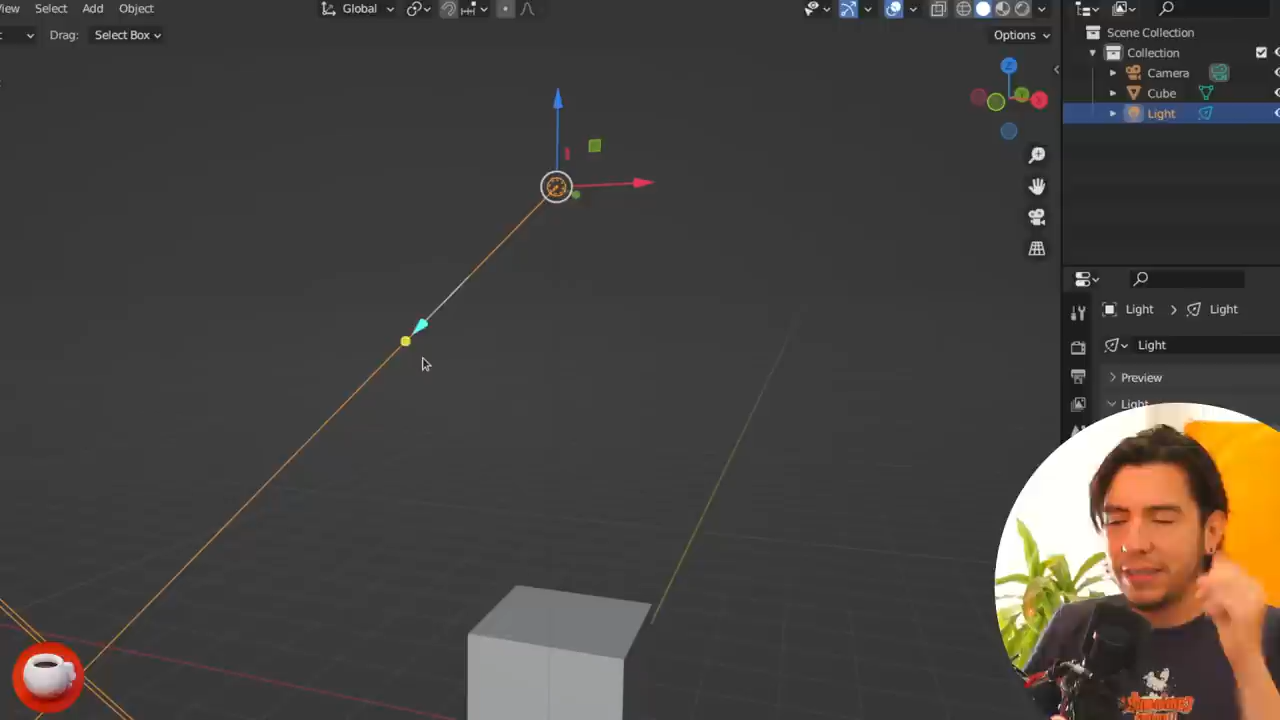 View Select Add Object Global
Drag: Select Box Options
Scene Collection
Collection
Camera
Cube
Light
Light Light
Light
Preview
Light